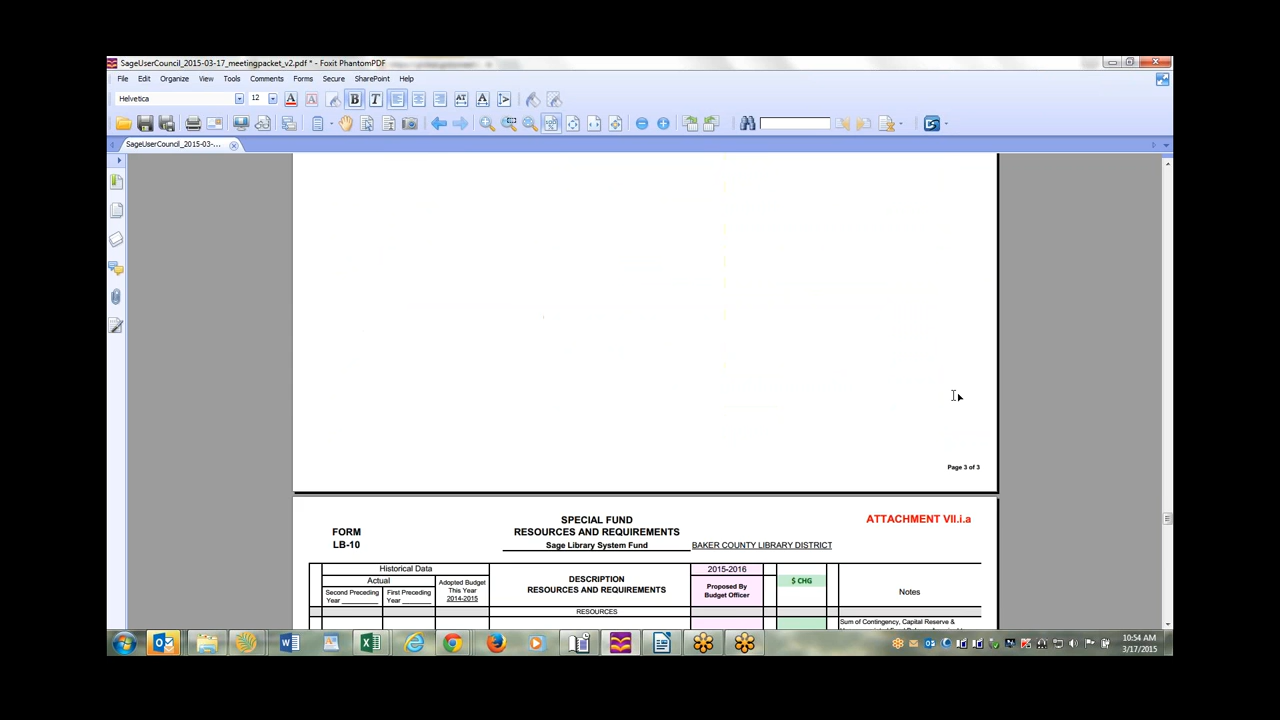 SageUserCouncil_2015-03-17_meetingpacket_v2.pdf * - Foxit PhantomPDF
File Edit Organize View Tools Comments Forms Secure SharePoint Help
Helvetica 12
SageUserCouncil_2015-03-...
Page 3 of 3
ATTACHMENT VII.i.a
FORM
LB-10
SPECIAL FUND
RESOURCES AND REQUIREMENTS
Sage Library System Fund
BAKER COUNTY LIBRARY DISTRICT
Historical Data
Actual
Second Preceding
Year
First Preceding
Year
Adopted Budget
This Year
2014-2015
DESCRIPTION
RESOURCES AND REQUIREMENTS
2015-2016
Proposed By
Budget Officer
$ CHG
Notes
RESOURCES
Sum of Contingency, Capital Reserve &
10:54 AM
3/17/2015